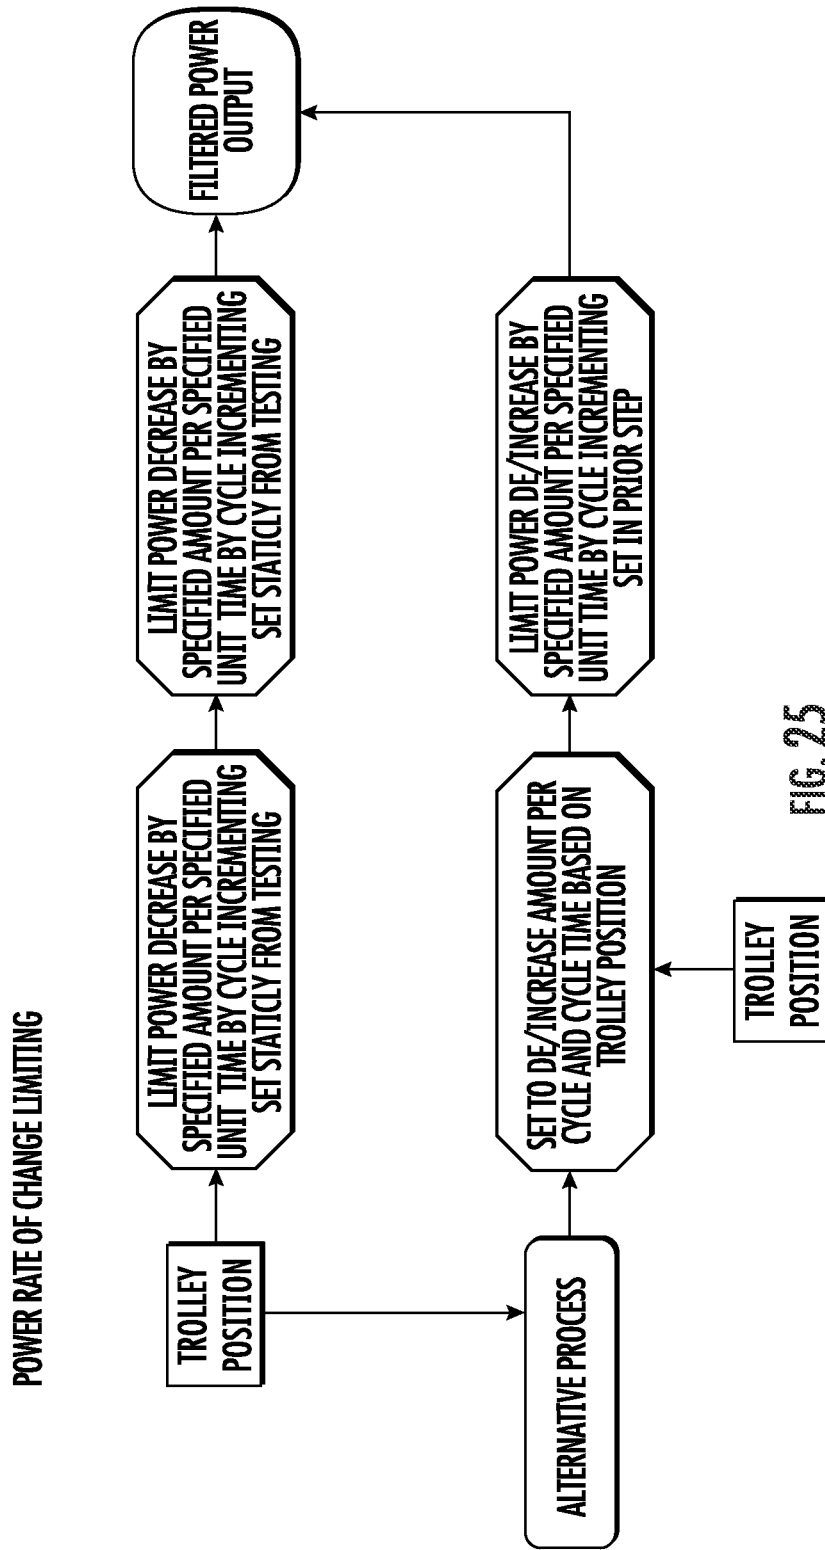 POWER RATE OF CHANGE LIMITING
TROLLEY
POSITION
LIMIT POWER DECREASE BY
SPECIFIED AMOUNT PER SPECIFIED
UNIT TIME BY CYCLE INCREMENTING
SET STATICLY FROM TESTING
LIMIT POWER DECREASE BY
SPECIFIED AMOUNT PER SPECIFIED
UNIT TIME BY CYCLE INCREMENTING
SET STATICLY FROM TESTING
FILTERED POWER
OUTPUT
ALTERNATIVE PROCESS
SET TO DE/INCREASE AMOUNT PER
CYCLE AND CYCLE TIME BASED ON
TROLLEY POSITION
LIMIT POWER DE/INCREASE BY
SPECIFIED AMOUNT PER SPECIFIED
UNIT TIME BY CYCLE INCREMENTING
SET IN PRIOR STEP
TROLLEY
POSITION
FIG. 25